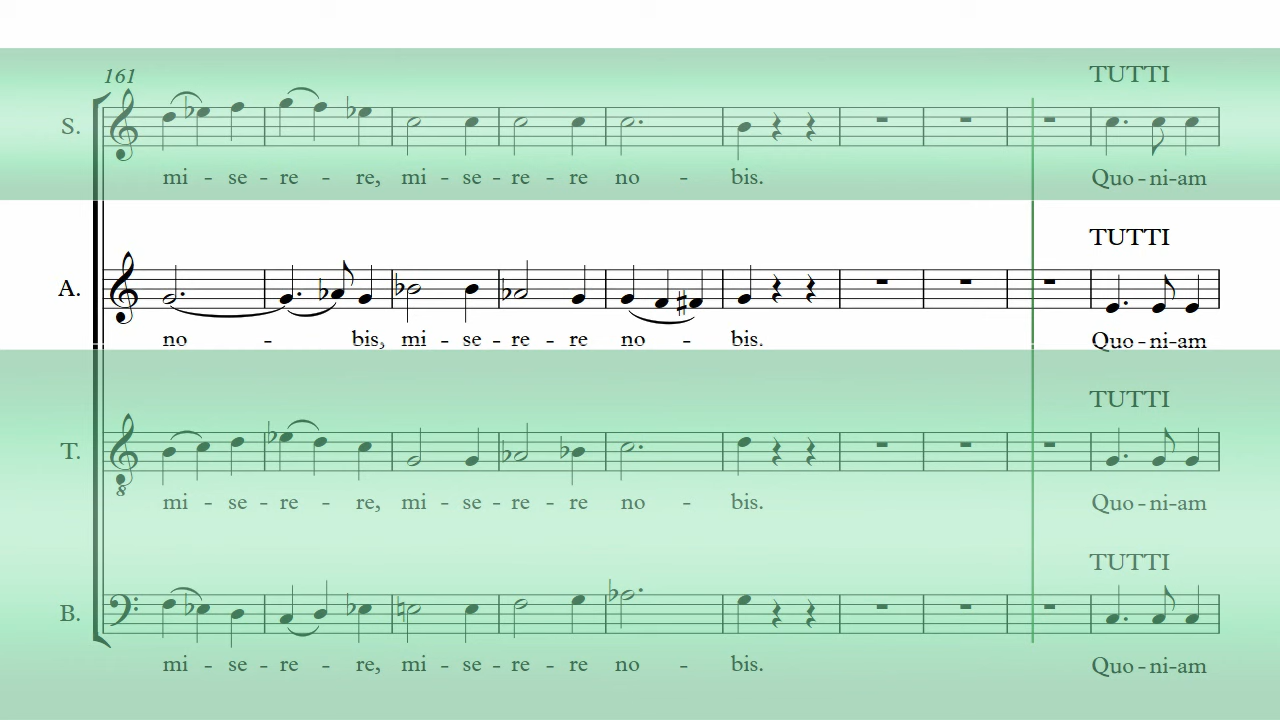 161
TUTTI
S.
mi - se - re - re, mi - se - re - re no - bis. Quo - ni-am
TUTTI
A.
no - bis, mi - se - re - re no - bis. Quo - ni-am
TUTTI
T.
8
mi - se - re - re, mi - se - re - re no - bis. Quo - ni-am
TUTTI
B.
mi - se - re - re, mi - se - re - re no - bis. Quo - ni-am